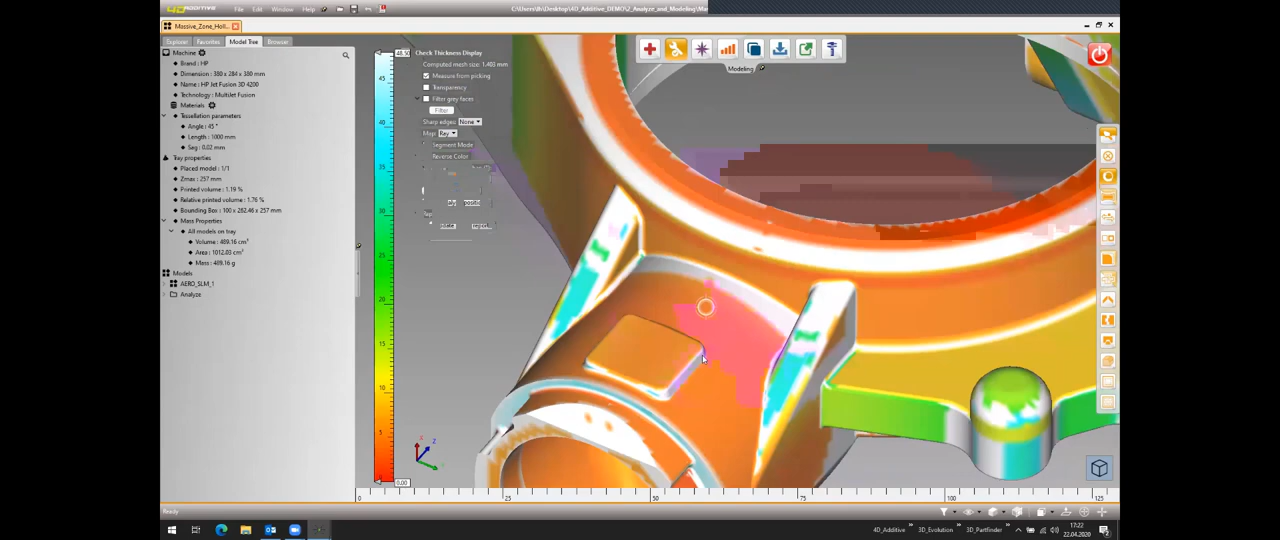 4D ADDITIVE File Edit Window Help C:\Users\lb\Desktop\4D_Additive_DEMO\2_Analyze_and_Modeling\Ma
Massive_Zone_Holl...
Explorer Favorites Model Tree Browser
Machine
Brand : HP
Dimension : 380 x 284 x 380 mm
Name : HP Jet Fusion 3D 4200
Technology : MultiJet Fusion
Materials
Tessellation parameters
Angle : 45 °
Length : 1000 mm
Sag : 0.02 mm
Tray properties
Placed model : 1/1
Zmax : 257 mm
Printed volume : 1.19 %
Relative printed volume : 1.76 %
Bounding Box : 100 x 262.46 x 257 mm
Mass Properties
All models on tray
Volume : 489.16 cm³
Area : 1012.03 cm²
Mass : 489.16 g
Models
AERO_SLM_1
Analyze
45
40
35
30
25
20
15
10
5
0.00
Check Thickness Display
Computed mesh size: 1.403 mm
Measure from picking
Transparency
Filter grey faces
Filter
Sharp edges: None
Map: Ray
Segment Mode
Reverse Color
Modeling
Z
0 25 50 75 100 125
Ready
4D_Additive 3D_Evolution 3D_Partfinder 17:22
22.04.2020